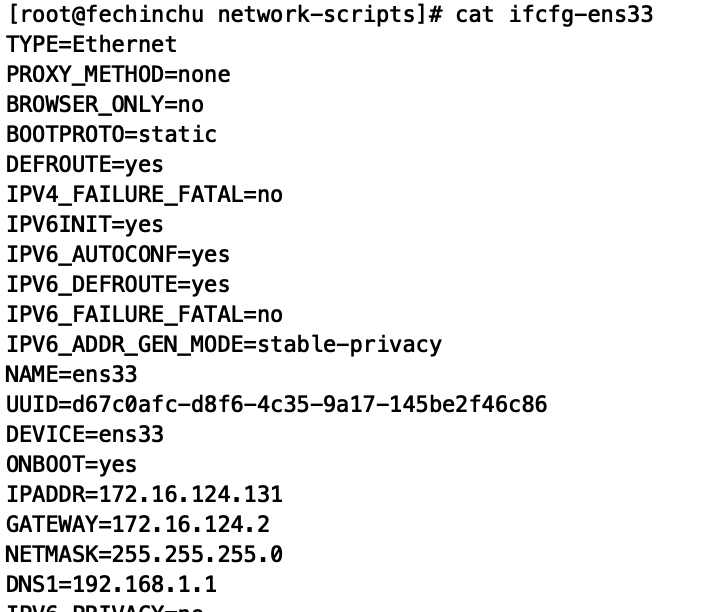 [root@fechinchu network-scripts]# cat ifcfg-ens33
TYPE=Ethernet
PROXY_METHOD=none
BROWSER_ONLY=no
BOOTPROTO=static
DEFROUTE=yes
IPV4_FAILURE_FATAL=no
IPV6INIT=yes
IPV6_AUTOCONF=yes
IPV6_DEFROUTE=yes
IPV6_FAILURE_FATAL=no
IPV6_ADDR_GEN_MODE=stable-privacy
NAME=ens33
UUID=d67c0afc-d8f6-4c35-9a17-145be2f46c86
DEVICE=ens33
ONBOOT=yes
IPADDR=172.16.124.131
GATEWAY=172.16.124.2
NETMASK=255.255.255.0
DNS1=192.168.1.1
IPV6_PRIVACY=no